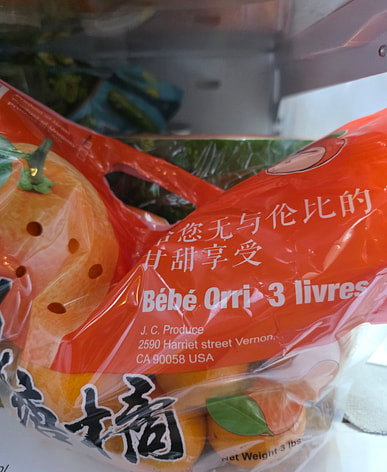 给您无与伦比的
甘甜享受
Bébé Orri 3 livres
J. C. Produce
2590 Harriet street Vernon,
CA 90058 USA
摘
Net Weight 3 lbs